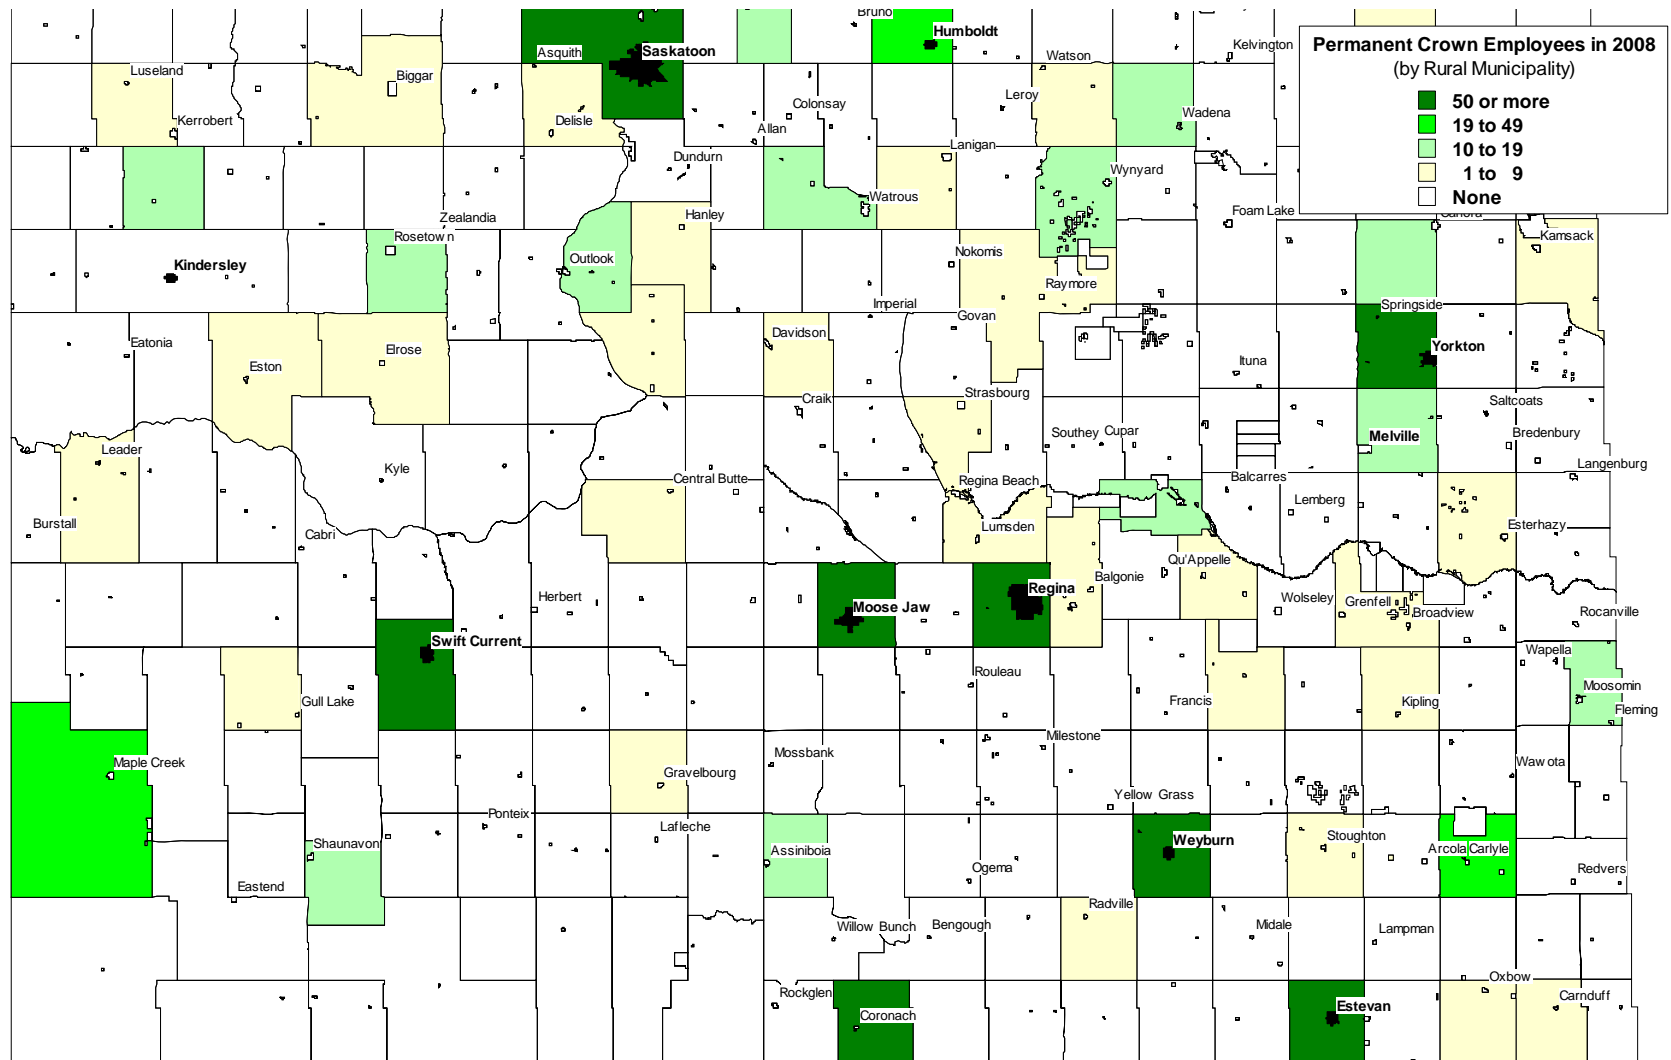 Bruno
Humboldt
Permanent Crown Employees in 2008
(by Rural Municipality)
50 or more
19 to 49
10 to 19
1 to 9
None
Asquith
Saskatoon
Watson
Kelvington
Luseland
Biggar
Colonsay
Leroy
Wadena
Kerrobert
Delisle
Allan
Dundurn
Lanigan
Wynyard
Watrous
Zealandia
Hanley
Foam Lake
Canora
Rosetown
Kamsack
Kindersley
Outlook
Nokomis
Raymore
Imperial
Springside
Govan
Eatonia
Elrose
Davidson
Yorkton
Eston
Ituna
Craik
Strasbourg
Saltcoats
Southey
Cupar
Melville
Bredenbury
Leader
Kyle
Central Butte
Regina Beach
Balcarres
Langenburg
Lemberg
Burstall
Cabri
Lumsden
Esterhazy
Qu'Appelle
Balgonie
Herbert
Moose Jaw
Regina
Wolseley
Grenfell
Broadview
Rocanville
Swift Current
Wapella
Rouleau
Moosomin
Gull Lake
Francis
Kipling
Fleming
Milestone
Maple Creek
Gravelbourg
Mossbank
Wawota
Yellow Grass
Ponteix
Lafleche
Shaunavon
Assiniboia
Weyburn
Stoughton
Arcola
Carlyle
Ogema
Redvers
Eastend
Radville
Willow Bunch
Bengough
Midale
Lampman
Oxbow
Rockglen
Carnduff
Coronach
Estevan